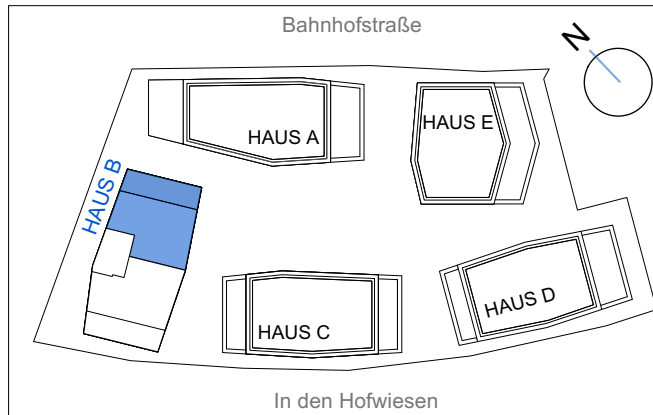 Bahnhofstraße
N
HAUS A
HAUS E
HAUS B
HAUS D
HAUS C
In den Hofwiesen